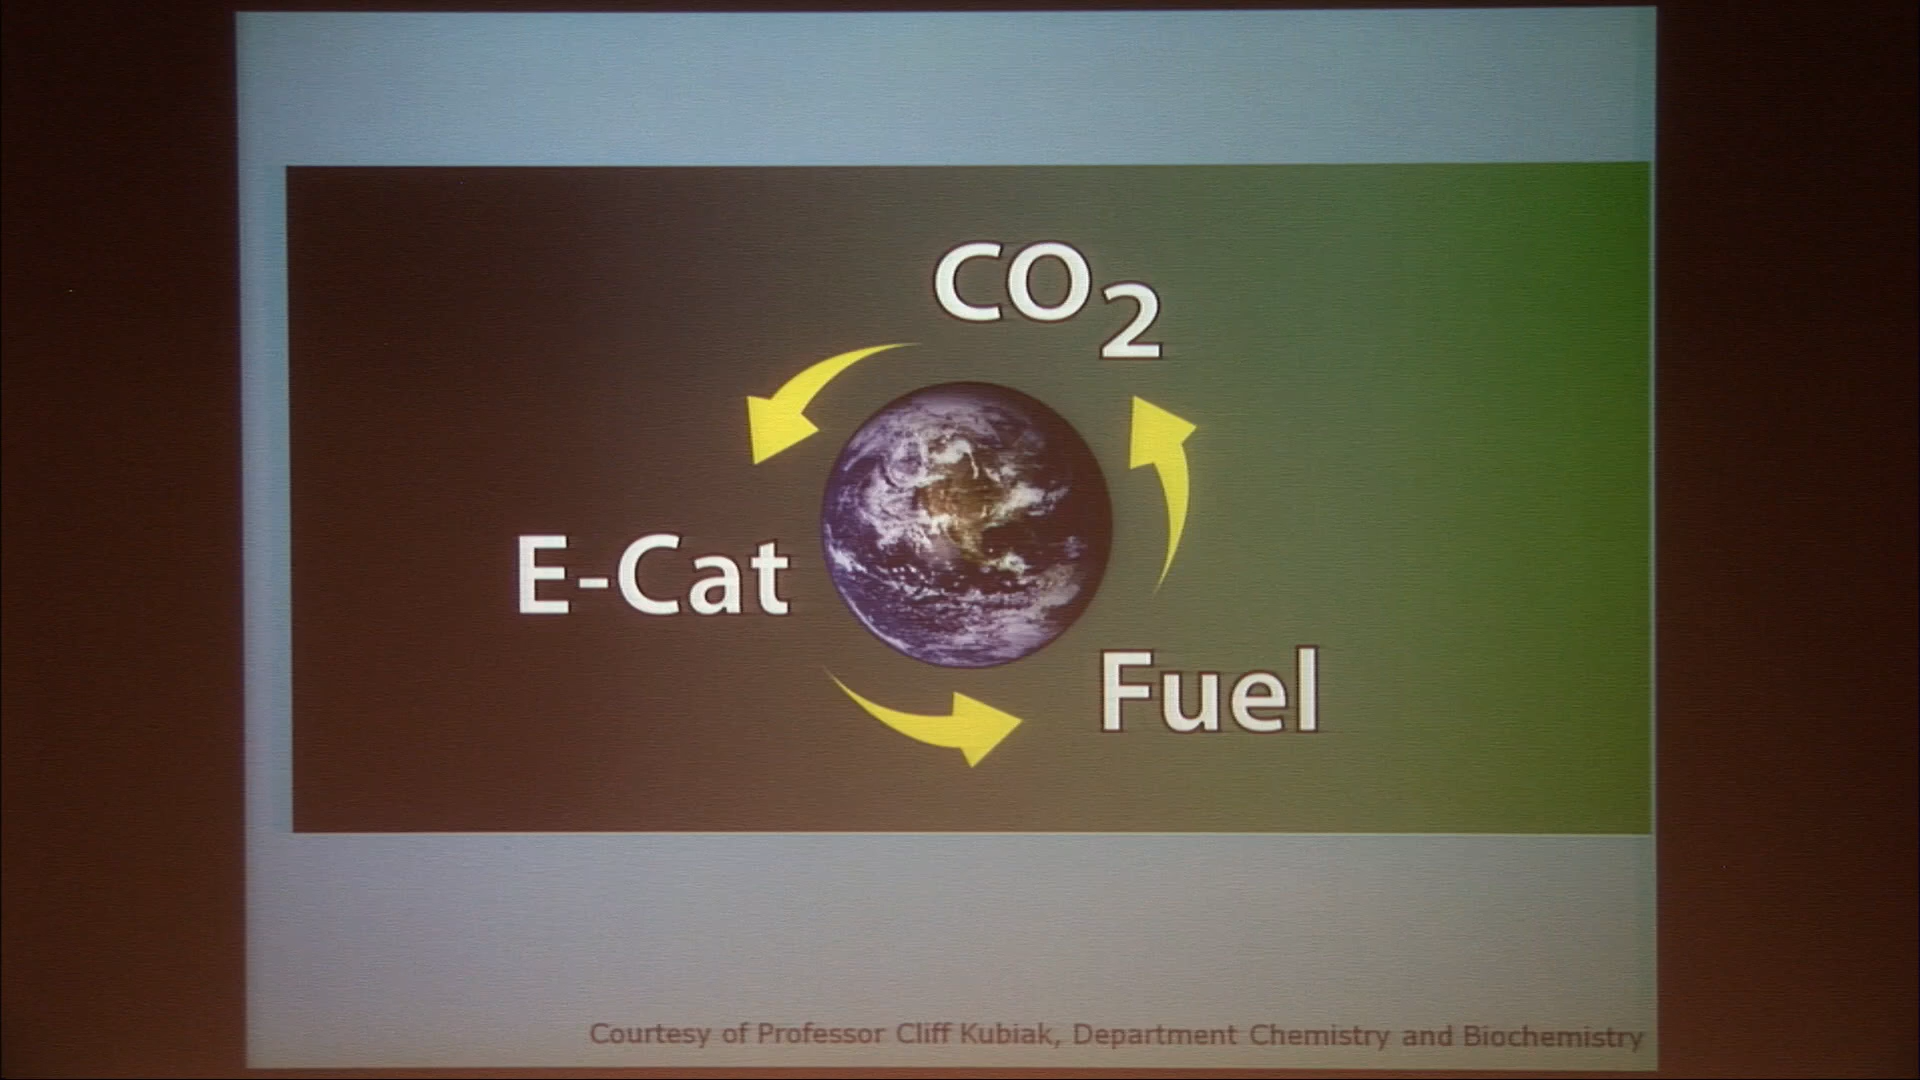 CO₂
E-Cat
Fuel
Courtesy of Professor Cliff Kubiak, Department Chemistry and Biochemistry